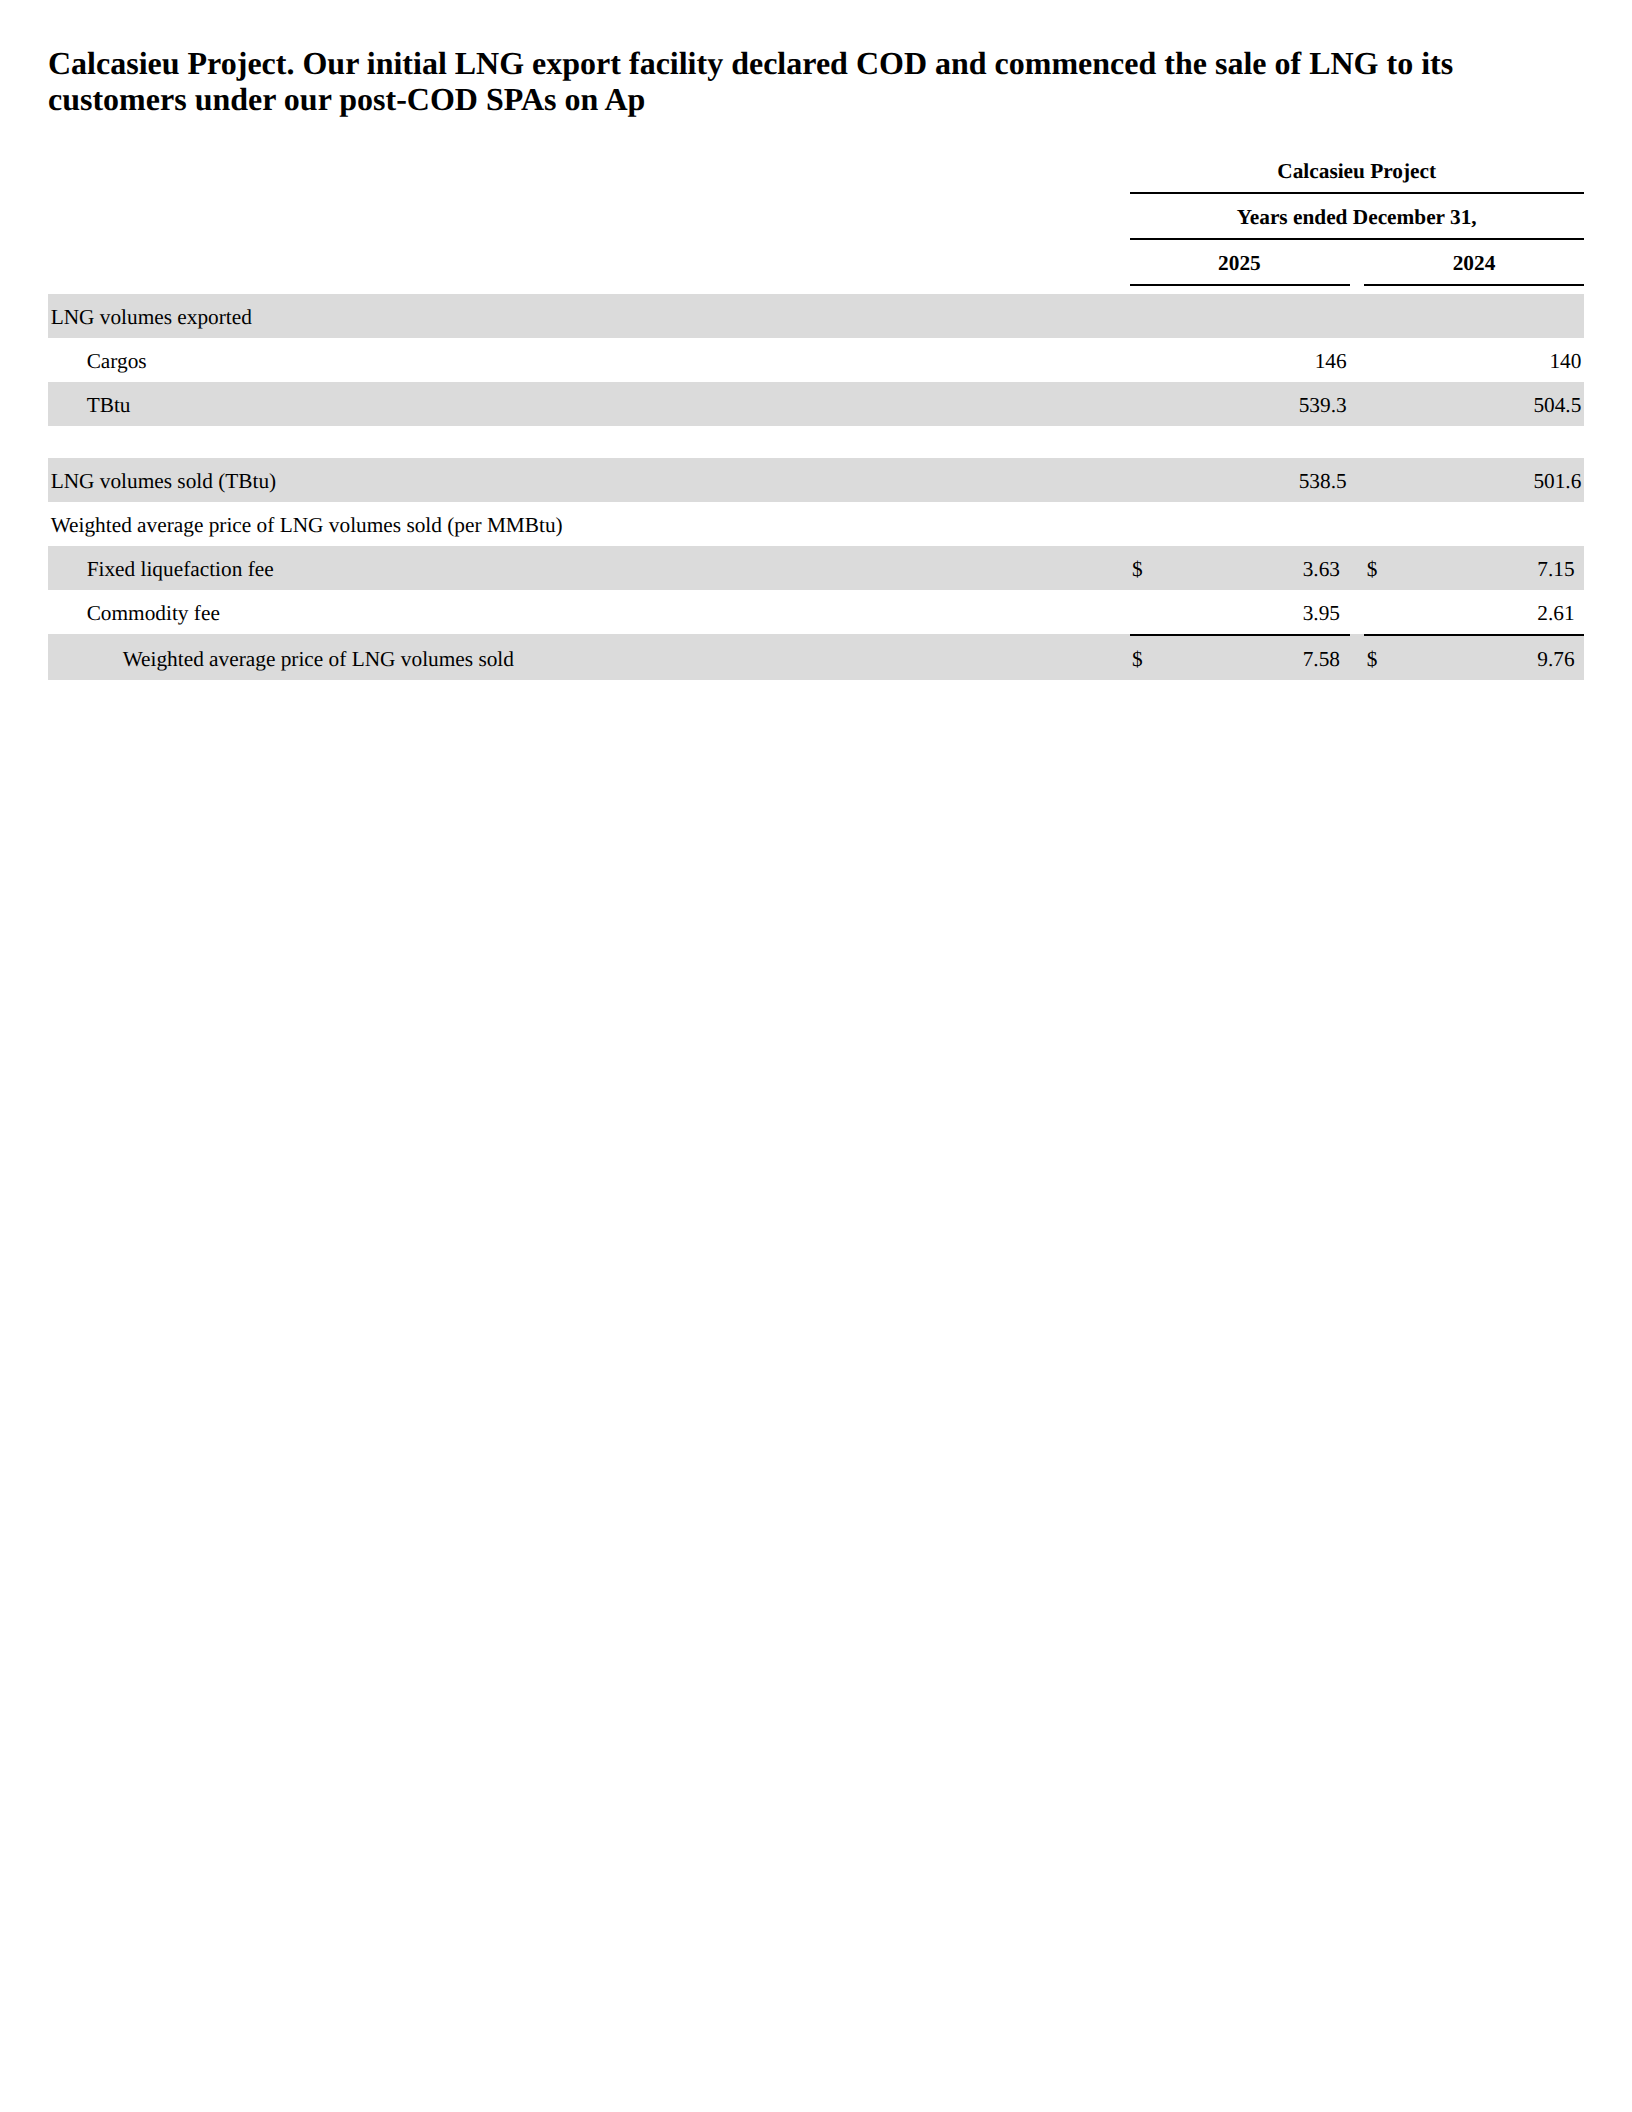 Calcasieu Project. Our initial LNG export facility declared COD and commenced the sale of LNG to its
customers under our post-COD SPAs on Ap
Calcasieu Project
Years ended December 31,
2025 2024
LNG volumes exported
Cargos 146 140
TBtu 539.3 504.5
LNG volumes sold (TBtu) 538.5 501.6
Weighted average price of LNG volumes sold (per MMBtu)
Fixed liquefaction fee $ 3.63 $ 7.15
Commodity fee 3.95 2.61
Weighted average price of LNG volumes sold $ 7.58 $ 9.76